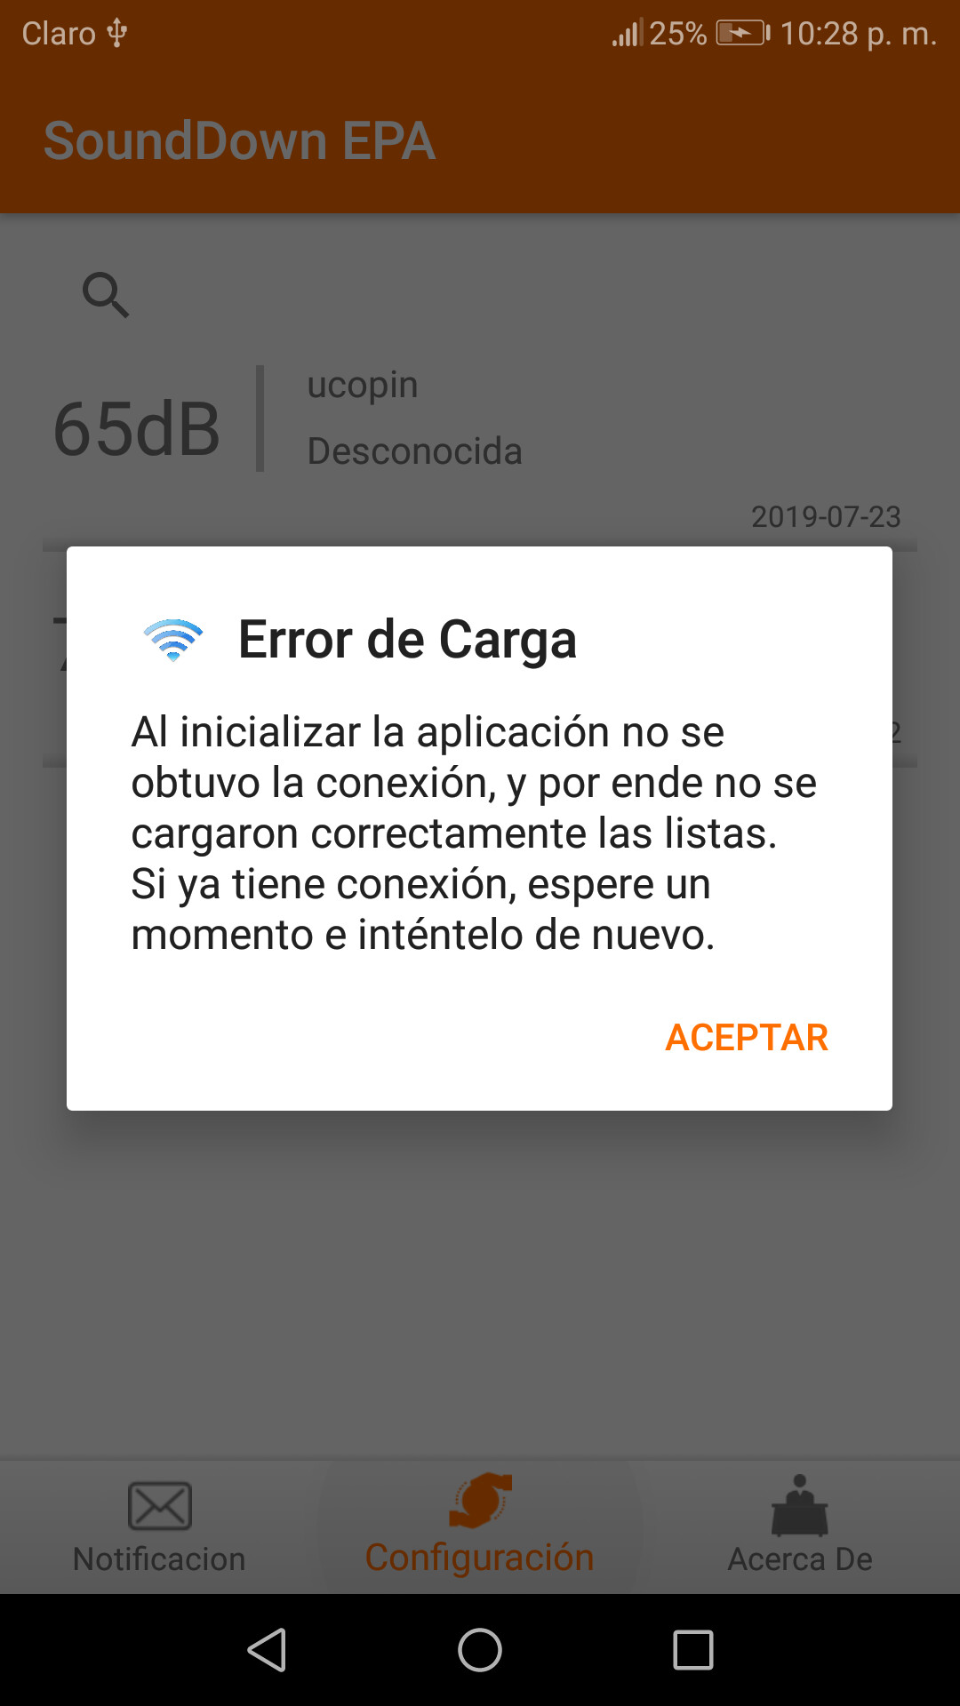 Claro 25% 10:28 p. m.
SoundDown EPA
65dB
ucopin
Desconocida
2019-07-23
Error de Carga
Al inicializar la aplicación no se
obtuvo la conexión, y por ende no se
cargaron correctamente las listas.
Si ya tiene conexión, espere un
momento e inténtelo de nuevo.
ACEPTAR
Notificacion
Configuración
Acerca De